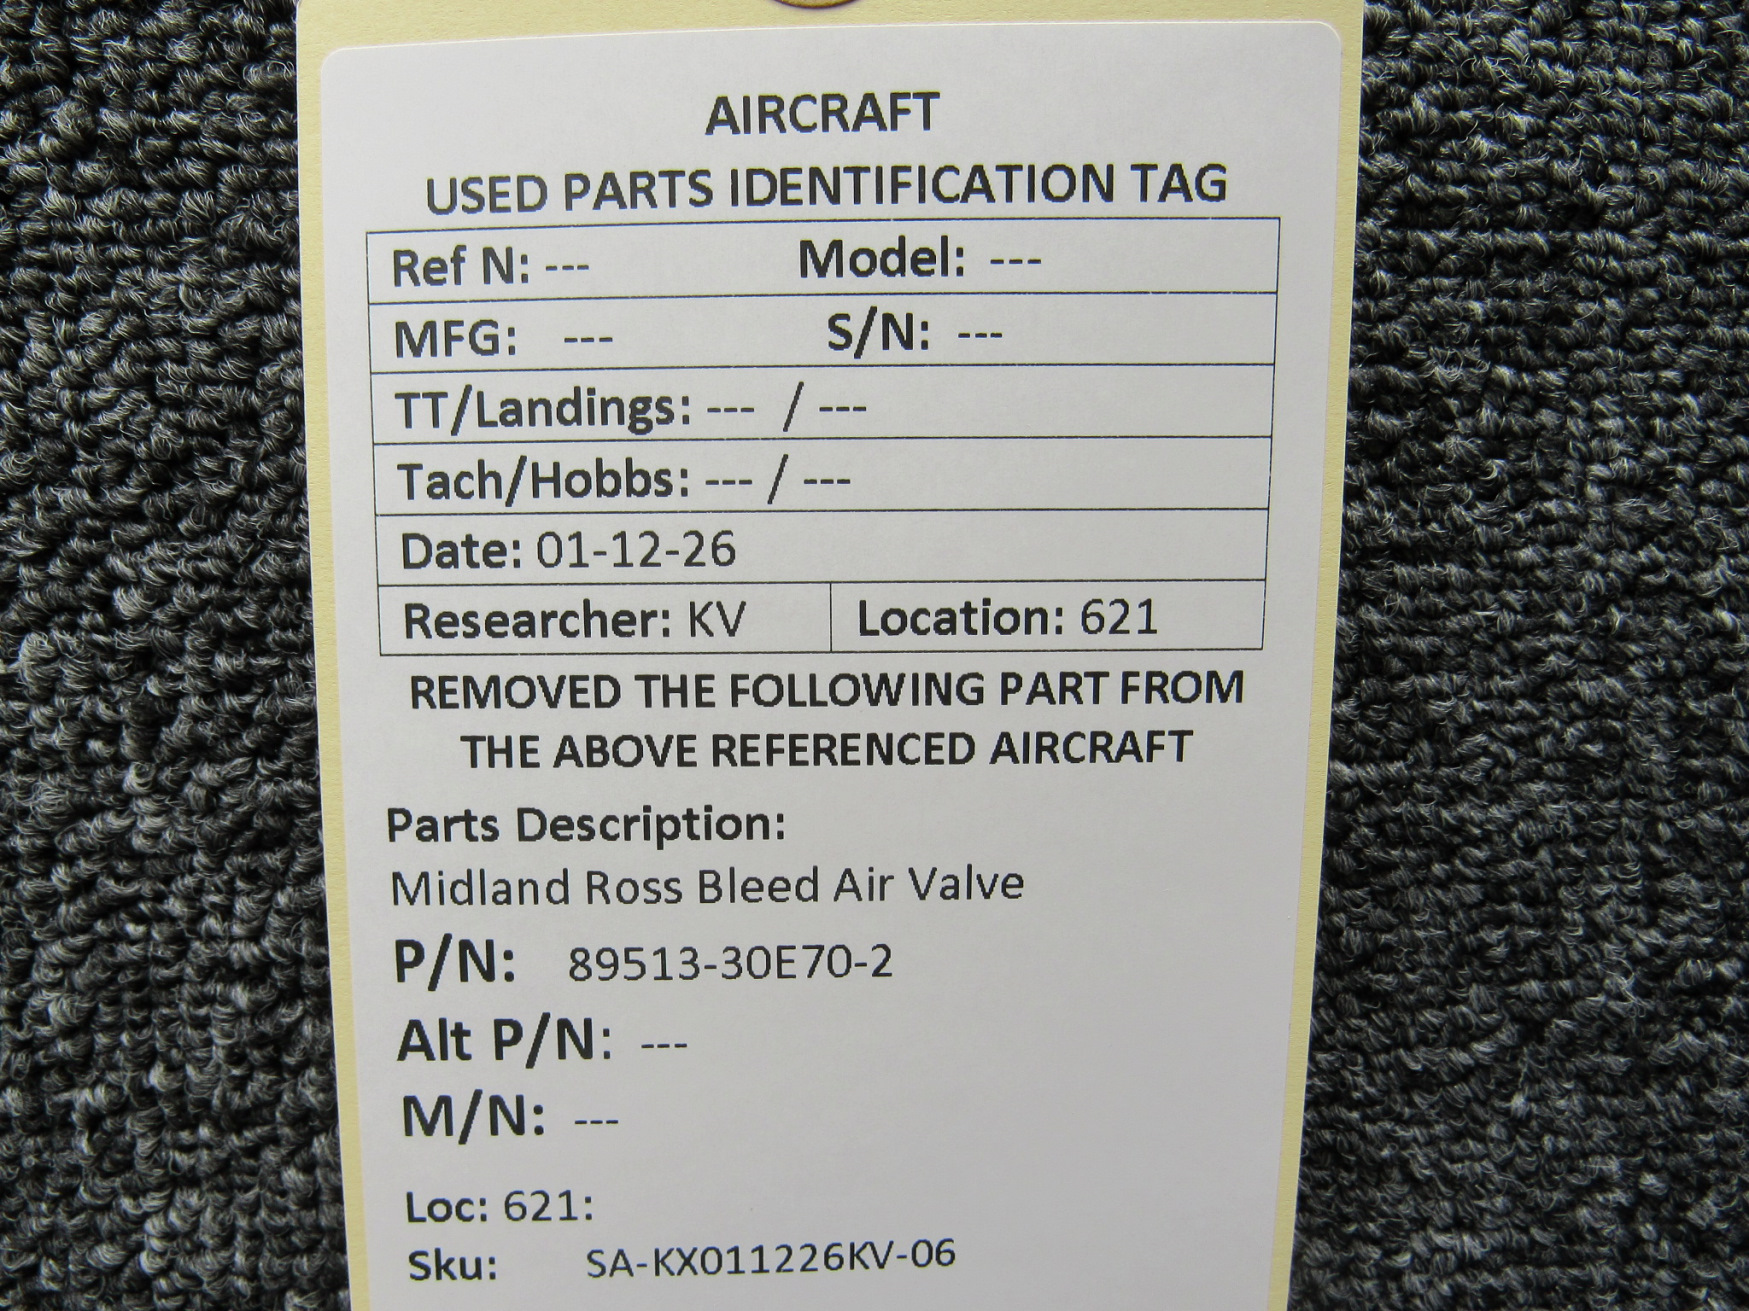 AIRCRAFT
USED PARTS IDENTIFICATION TAG
Ref N: --- Model: ---
MFG: --- S/N: ---
TT/Landings: --- / ---
Tach/Hobbs: --- / ---
Date: 01-12-26
Researcher: KV Location: 621
REMOVED THE FOLLOWING PART FROM
THE ABOVE REFERENCED AIRCRAFT
Parts Description:
Midland Ross Bleed Air Valve
P/N: 89513-30E70-2
Alt P/N: ---
M/N: ---
Loc: 621:
Sku: SA-KX011226KV-06